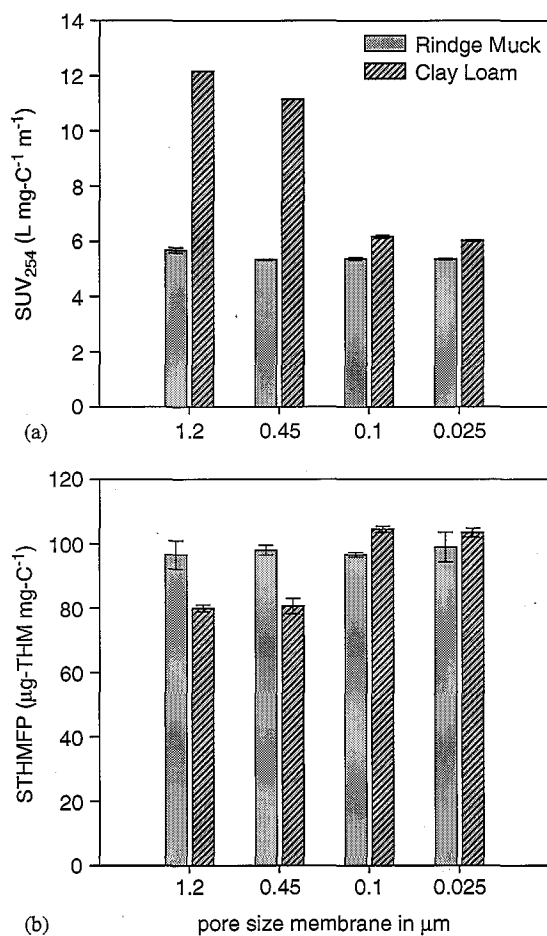 14
12
10
8
6
4
2
0
SUV254 (L mg-C-1 m-1)
Rindge Muck
Clay Loam
1.2 0.45 0.1 0.025
(a)
120
100
80
60
40
20
0
STHMFP (µg-THM mg-C-1)
1.2 0.45 0.1 0.025
(b) pore size membrane in µm